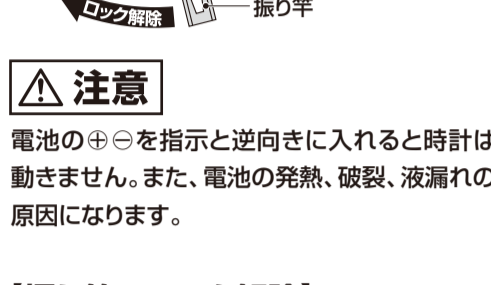 ロック解除
振り竿
注意
電池の⊕⊖を指示と逆向きに入れると時計は
動きません。また、電池の発熱、破裂、液漏れの
原因になります。